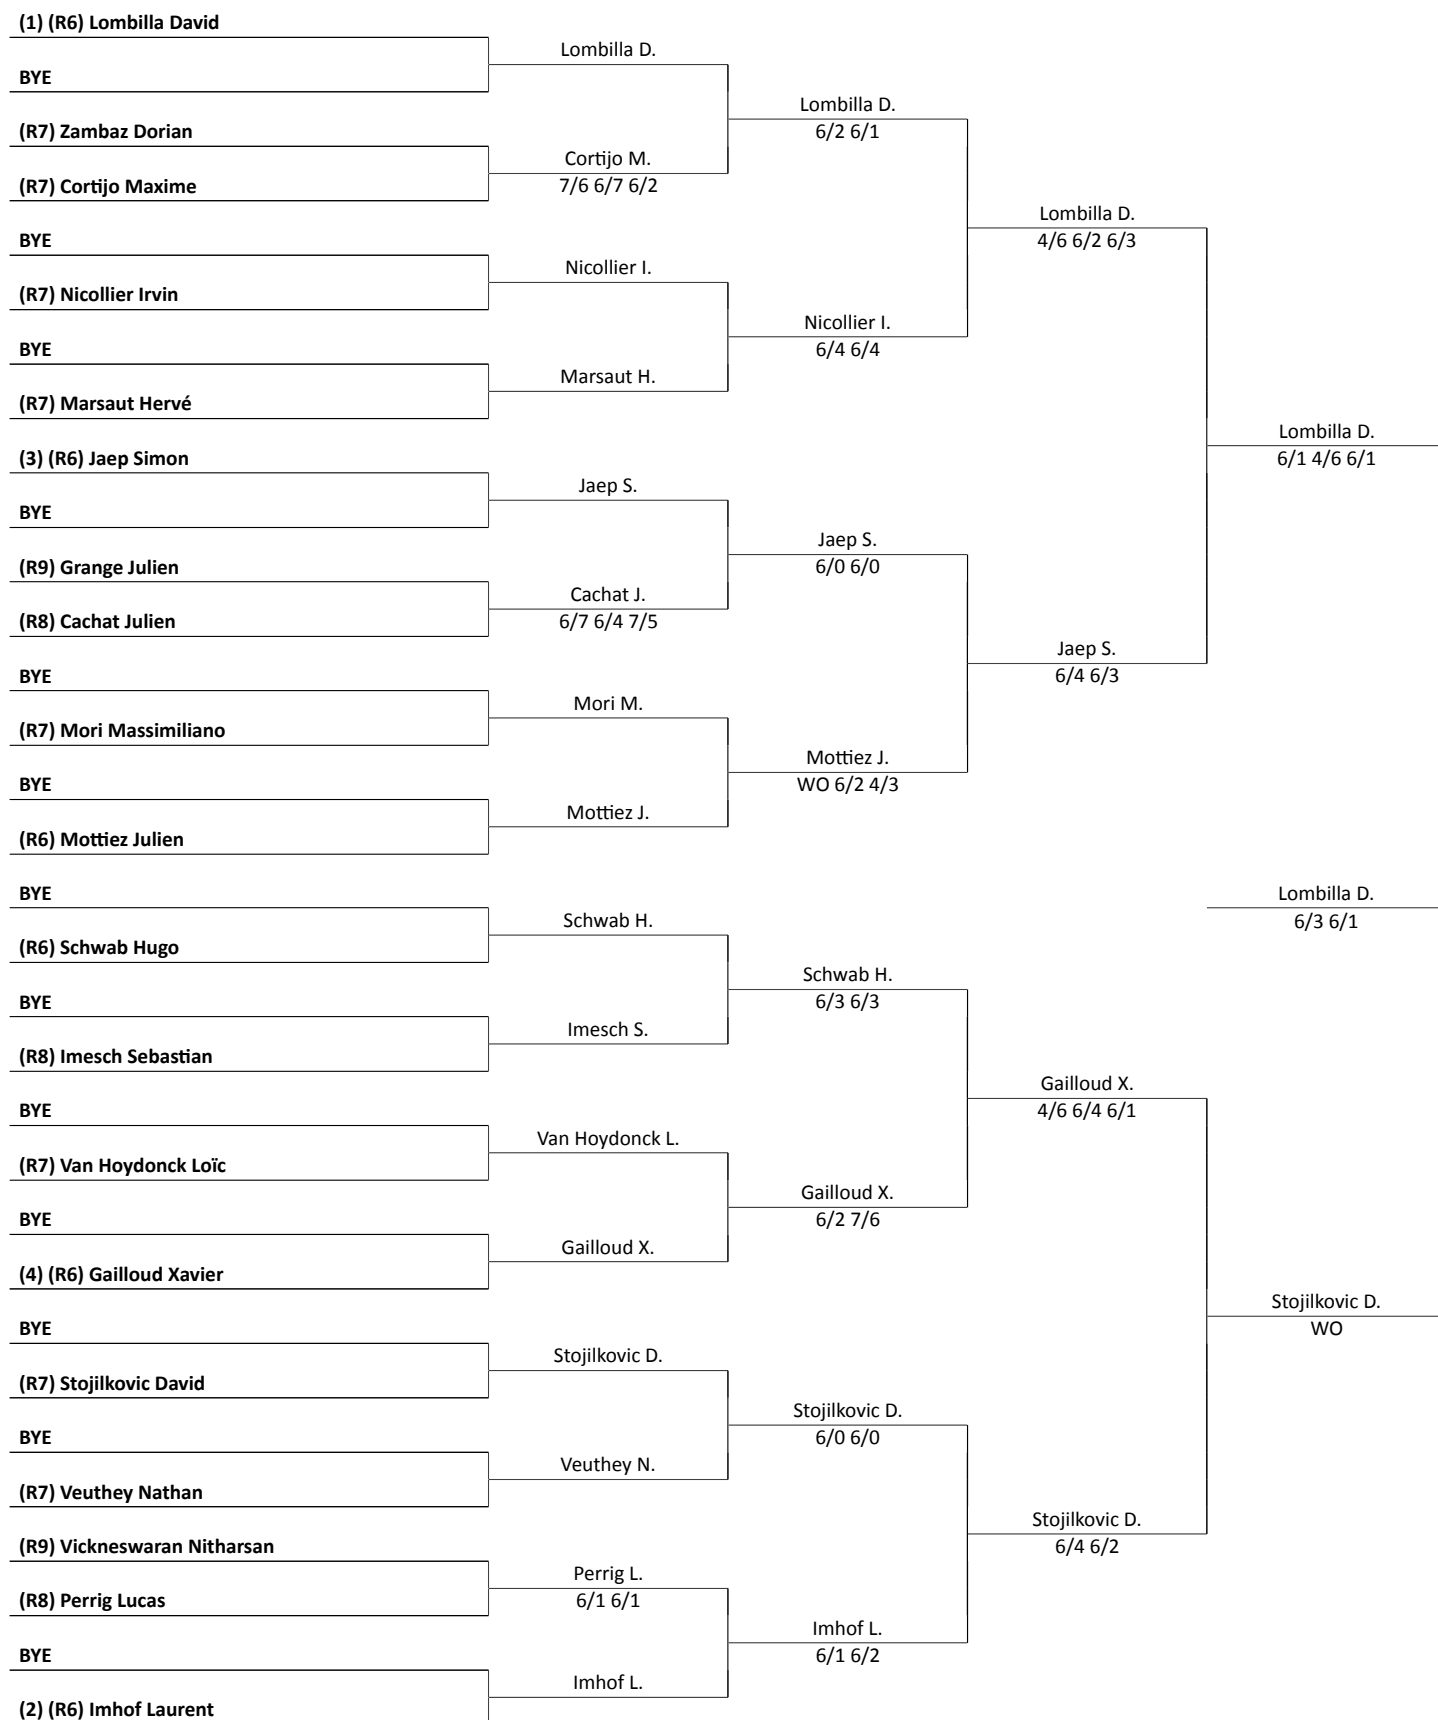 (1) (R6) Lombilla David
BYE
(R7) Zambaz Dorian
(R7) Cortijo Maxime
BYE
(R7) Nicollier Irvin
BYE
(R7) Marsaut Hervé
(3) (R6) Jaep Simon
BYE
(R9) Grange Julien
(R8) Cachat Julien
BYE
(R7) Mori Massimiliano
BYE
(R6) Mottiez Julien
BYE
(R6) Schwab Hugo
BYE
(R8) Imesch Sebastian
BYE
(R7) Van Hoydonck Loïc
BYE
(4) (R6) Gailloud Xavier
BYE
(R7) Stojilkovic David
BYE
(R7) Veuthey Nathan
(R9) Vickneswaran Nitharsan
(R8) Perrig Lucas
BYE
(2) (R6) Imhof Laurent
Lombilla D.
Cortijo M.
7/6 6/7 6/2
Nicollier I.
Marsaut H.
Jaep S.
Cachat J.
6/7 6/4 7/5
Mori M.
Mottiez J.
Schwab H.
Imesch S.
Van Hoydonck L.
Gailloud X.
Stojilkovic D.
Veuthey N.
Perrig L.
6/1 6/1
Imhof L.
Lombilla D.
6/2 6/1
Nicollier I.
6/4 6/4
Jaep S.
6/0 6/0
Mottiez J.
WO 6/2 4/3
Schwab H.
6/3 6/3
Gailloud X.
6/2 7/6
Stojilkovic D.
6/0 6/0
Imhof L.
6/1 6/2
Lombilla D.
4/6 6/2 6/3
Jaep S.
6/4 6/3
Gailloud X.
4/6 6/4 6/1
Stojilkovic D.
6/4 6/2
Lombilla D.
6/1 4/6 6/1
Lombilla D.
6/3 6/1
Stojilkovic D.
WO